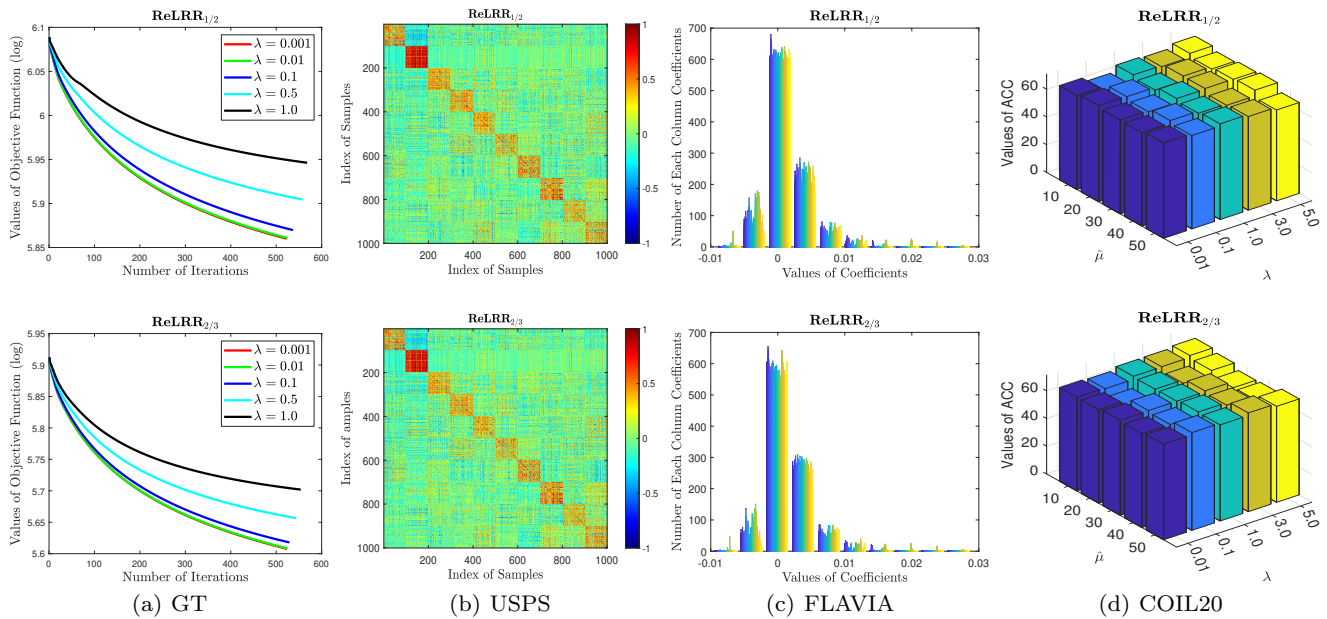 ReLRR1/2
Values of Objective Function (log)
6.1
6.05
6
5.95
5.9
5.85
0 100 200 300 400 500 600
Number of Iterations
λ = 0.001
λ = 0.01
λ = 0.1
λ = 0.5
λ = 1.0
ReLRR1/2
Index of Samples
200
400
600
800
1000
200 400 600 800 1000
Index of Samples
1
0.5
0
-0.5
-1
ReLRR1/2
Number of Each Column Coefficients
700
600
500
400
300
200
100
0
-0.01 0 0.01 0.02 0.03
Values of Coefficients
ReLRR1/2
Values of ACC
60
40
20
0
10
20
30
40
50
μ̂
0.01
0.1
1.0
3.0
5.0
λ
ReLRR2/3
Values of Objective Function (log)
5.95
5.9
5.85
5.8
5.75
5.7
5.65
5.6
0 100 200 300 400 500 600
Number of Iterations
λ = 0.001
λ = 0.01
λ = 0.1
λ = 0.5
λ = 1.0
ReLRR2/3
Index of amples
200
400
600
800
1000
200 400 600 800 1000
Index of Samples
1
0.5
0
-0.5
-1
ReLRR2/3
Number of Each Column Coefficients
700
600
500
400
300
200
100
0
-0.01 0 0.01 0.02 0.03
Values of Coefficients
ReLRR2/3
Values of ACC
60
40
20
0
10
20
30
40
50
μ̂
0.01
0.1
1.0
3.0
5.0
λ
(a) GT
(b) USPS
(c) FLAVIA
(d) COIL20